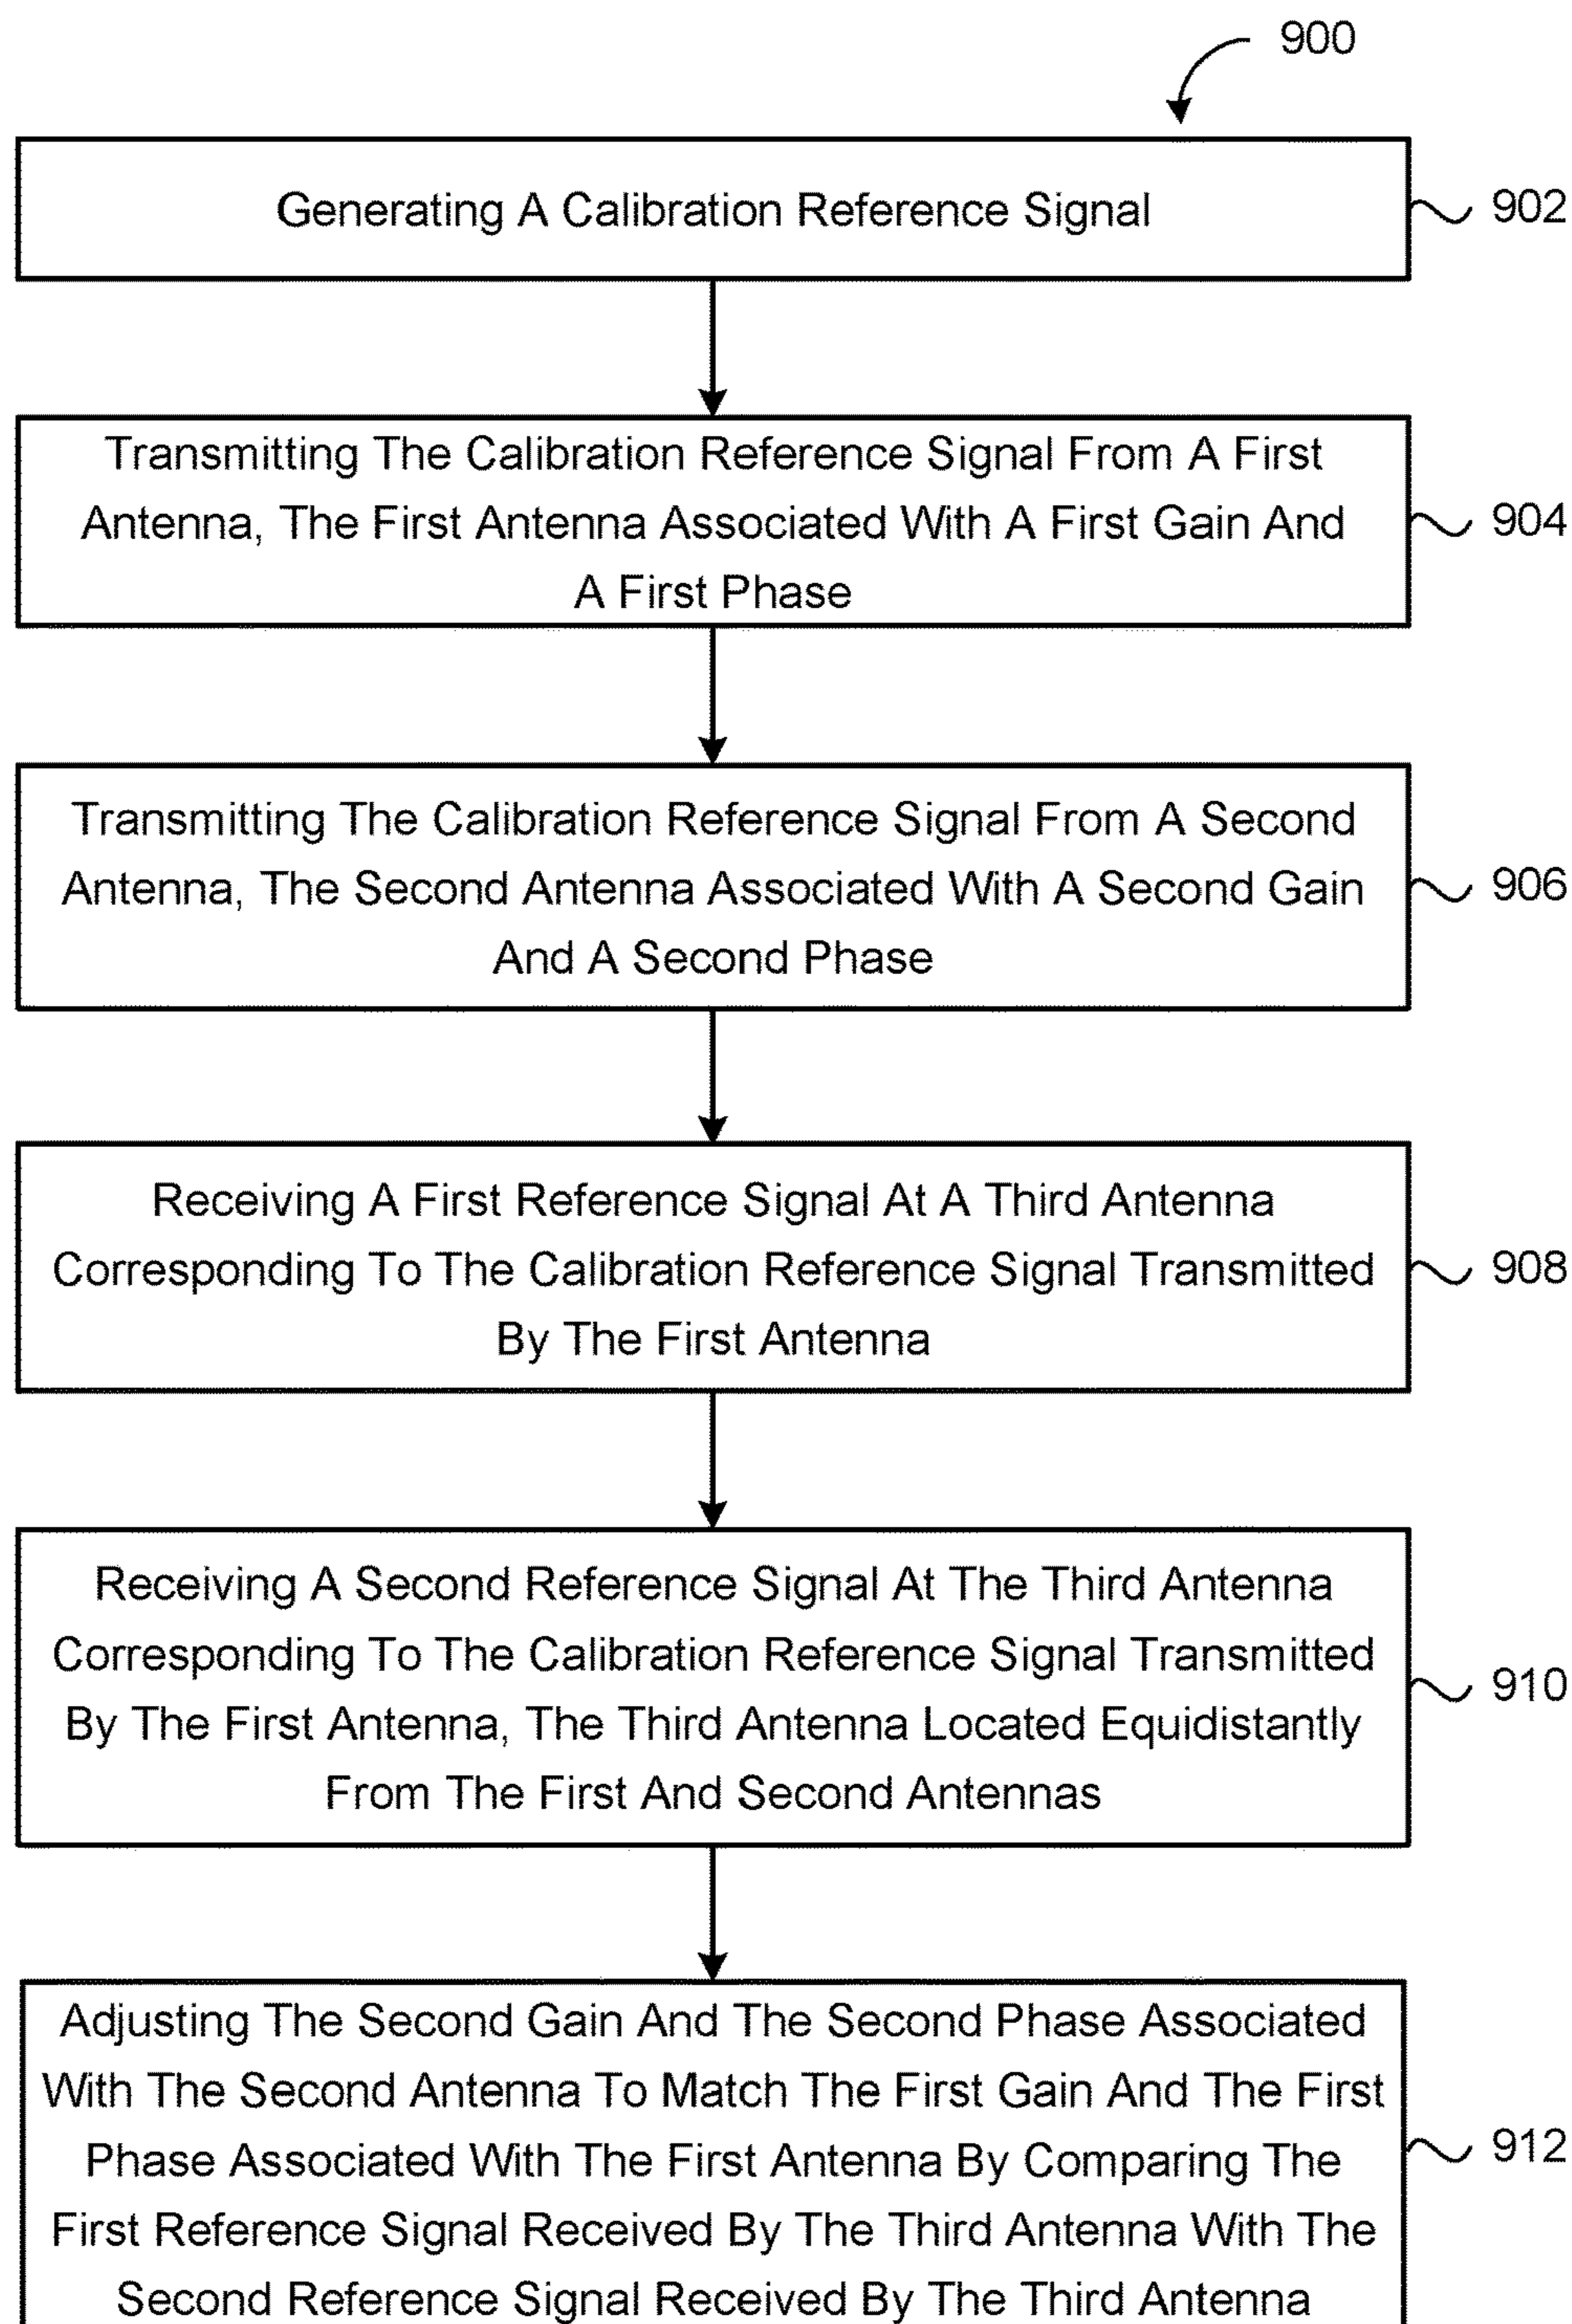 900
Generating A Calibration Reference Signal
902
Transmitting The Calibration Reference Signal From A First
Antenna, The First Antenna Associated With A First Gain And
A First Phase
904
Transmitting The Calibration Reference Signal From A Second
Antenna, The Second Antenna Associated With A Second Gain
And A Second Phase
906
Receiving A First Reference Signal At A Third Antenna
Corresponding To The Calibration Reference Signal Transmitted
By The First Antenna
908
Receiving A Second Reference Signal At The Third Antenna
Corresponding To The Calibration Reference Signal Transmitted
By The First Antenna, The Third Antenna Located Equidistantly
From The First And Second Antennas
910
Adjusting The Second Gain And The Second Phase Associated
With The Second Antenna To Match The First Gain And The First
Phase Associated With The First Antenna By Comparing The
First Reference Signal Received By The Third Antenna With The
Second Reference Signal Received By The Third Antenna
912